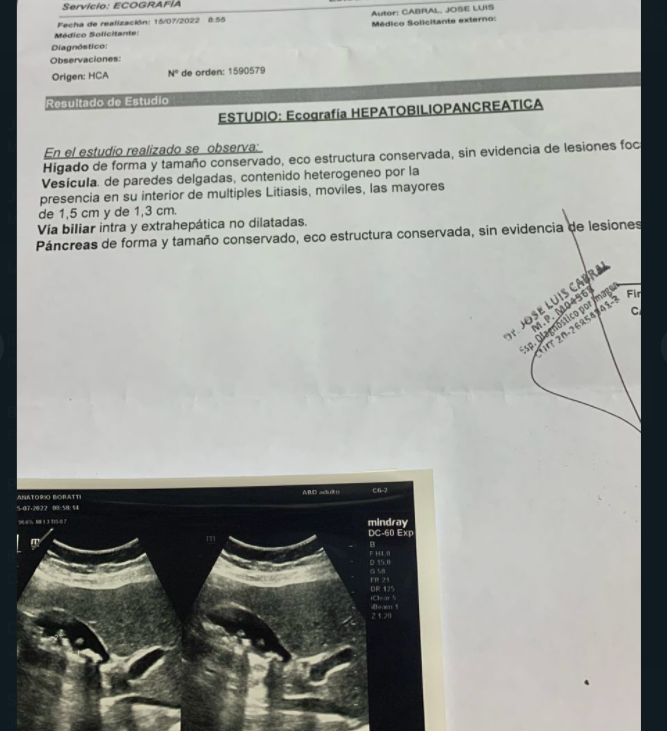 Servicio: ECOGRAFIA
Fecha de realización: 15/07/2022 8:55
Autor: CABRAL, JOSE LUIS
Médico Solicitante:
Médico Solicitante externo:
Diagnóstico:
Observaciones:
Origen: HCA
Nº de orden: 1590579
Resultado de Estudio
ESTUDIO: Ecografia HEPATOBILIOPANCREATICA
En el estudio realizado se observa:
Hígado de forma y tamaño conservado, eco estructura conservada, sin evidencia de lesiones foc
Vesícula. de paredes delgadas, contenido heterogeneo por la
presencia en su interior de multiples Litiasis, moviles, las mayores
de 1,5 cm y de 1,3 cm.
Vía biliar intra y extrahepática no dilatadas.
Páncreas de forma y tamaño conservado, eco estructura conservada, sin evidencia de lesiones
Dr. JOSE LUIS CABRAL
M.P.
Esp. Diagnóstico por Imagen
Fir
C
ANATORIO BORATTI
ABD adulto
C6-2
5-07-2022 08:58:14
m
m
mindray
DC-60 Exp
B
F H4.0
D 15.0
G 58
FR 21
DR 125
iClear 5
iBeam 1
Z 1.20